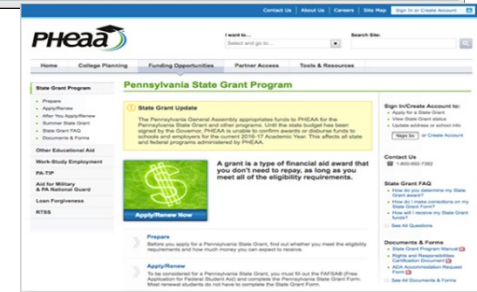 Contact Us | About Us | Careers | Site Map Sign In or Create Account
PHEAA
I want to...
Select and go to...
Search Site:
Home College Planning Funding Opportunities Partner Access Tools & Resources
State Grant Program
Prepare
Apply/Renew
After You Apply/Renew
Summer State Grant
State Grant FAQ
Documents & Forms
Other Educational Aid
Work-Study Employment
PA-TIP
Aid for Military
& PA National Guard
Loan Forgiveness
RTSS
Pennsylvania State Grant Program
State Grant Update
The Pennsylvania General Assembly appropriates funds to PHEAA for the
Pennsylvania State Grant and other programs. Until the state budget has been
signed by the Governor, PHEAA is unable to confirm awards or disburse funds to
schools and employers for the current 2016-17 Academic Year. This affects all state
and federal programs administered by PHEAA.
A grant is a type of financial aid award that
you don't need to repay, as long as you
meet all of the eligibility requirements.
Apply/Renew Now
Prepare
Before you apply for a Pennsylvania State Grant, find out whether you meet the eligibility
requirements and how much money you can expect to receive.
Apply/Renew
To be considered for a Pennsylvania State Grant, you must fill out the FAFSA® (Free
Application for Federal Student Aid) and complete the Pennsylvania State Grant Form.
Most renewal students do not have to complete the State Grant Form.
Sign In/Create Account to:
Apply for a State Grant
View State Grant status
Update address or school info
Sign In or Create Account
Contact Us
1-800-692-7392
State Grant FAQ
How do you determine my State
Grant award?
How do I make corrections on my
State Grant Form?
How will I receive my State Grant
funds?
See All Questions
Documents & Forms
State Grant Program Manual
Rights and Responsibilities
Certification Document
ADA Accommodation Request
Form
See All Documents